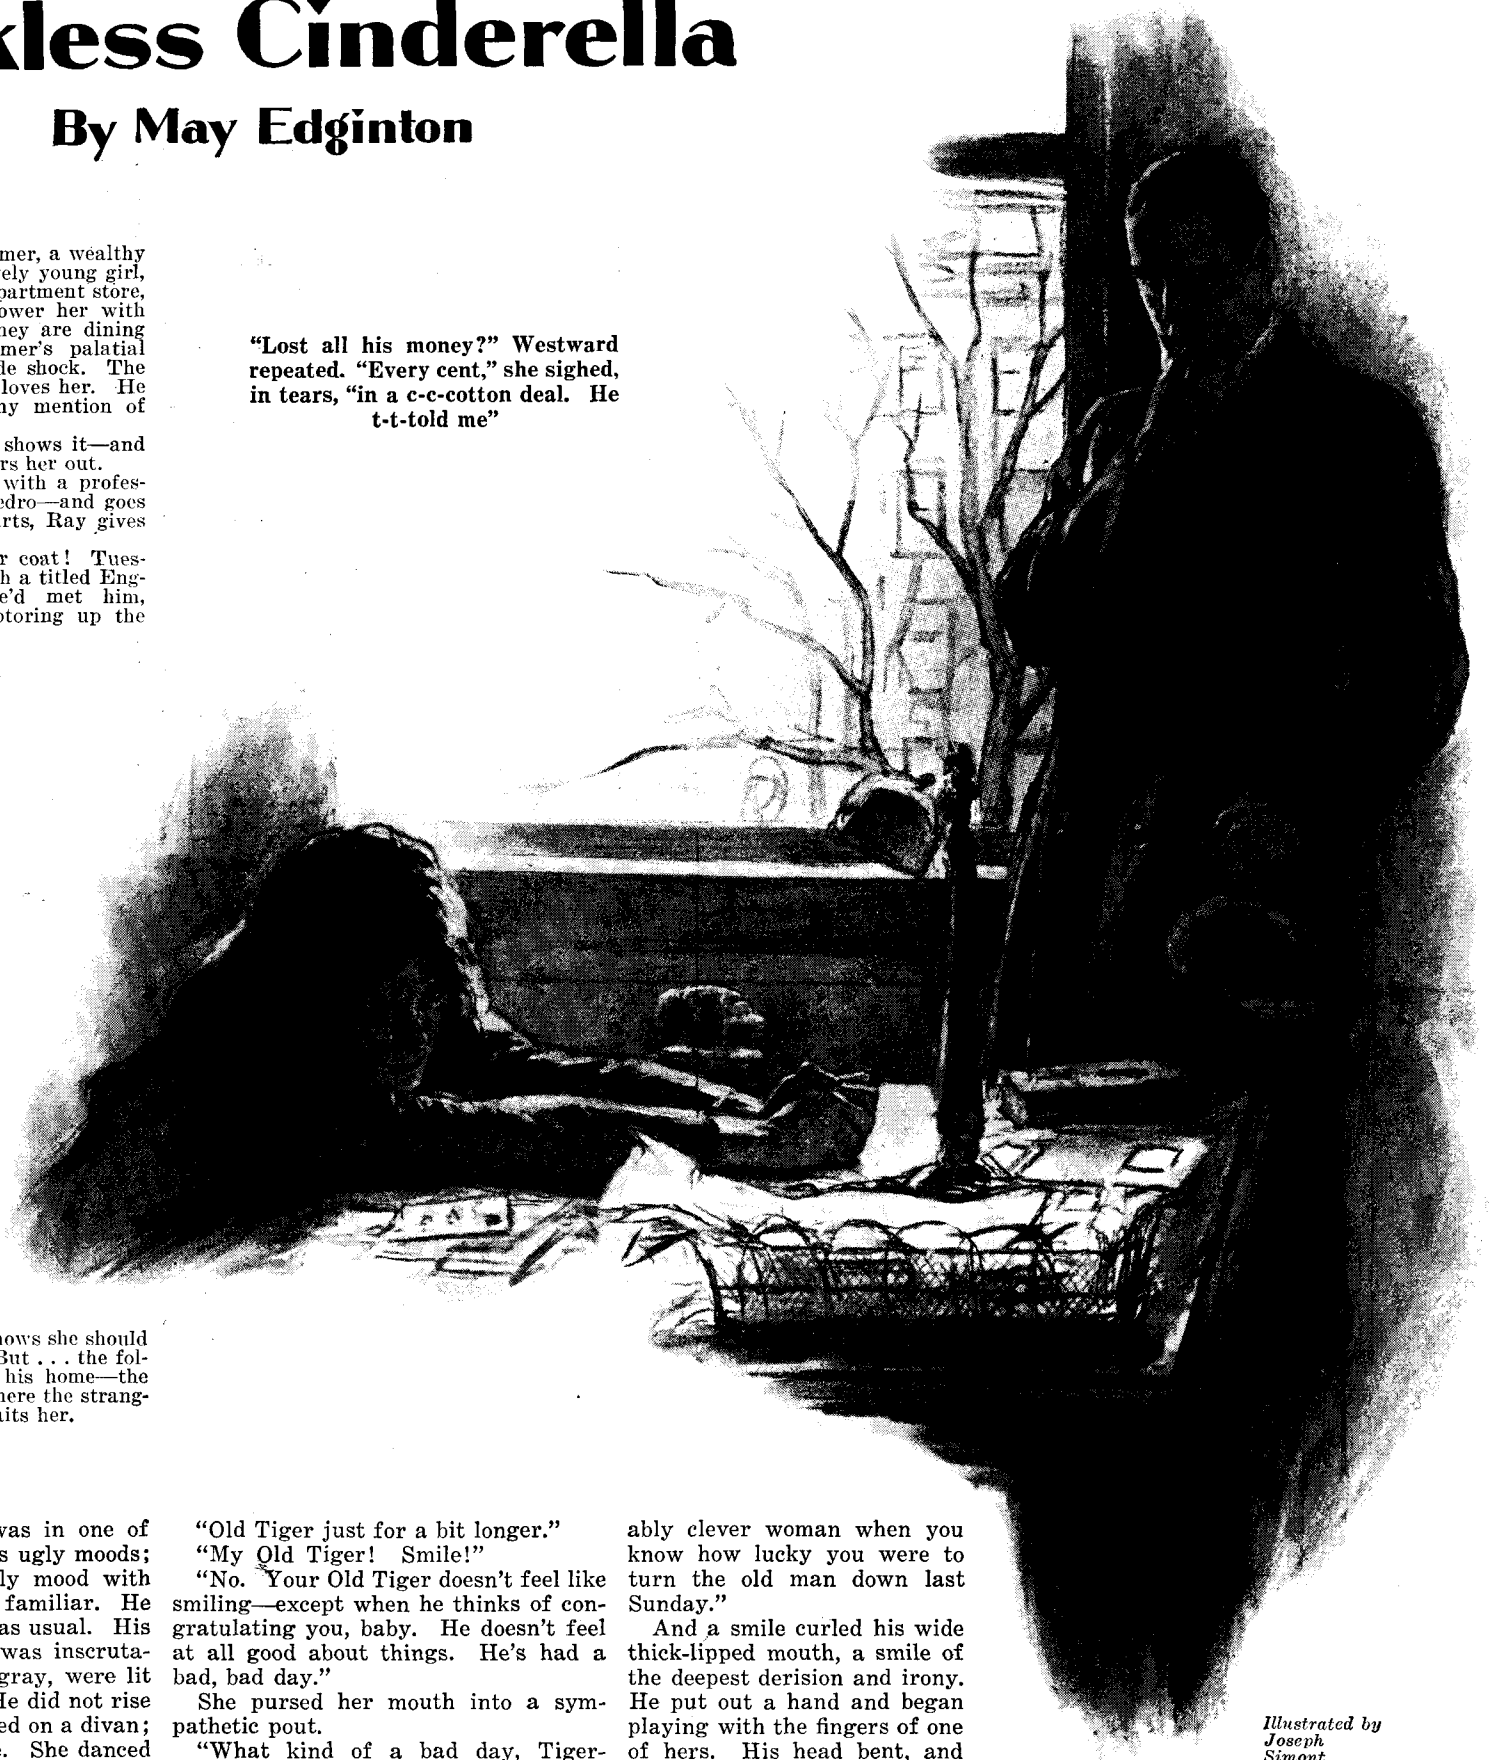 kless Cinderella
By May Edginton
mer, a wealthy
ely young girl,
partment store,
ower her with
ney are dining
mer's palatial
le shock. The
loves her. He
ny mention of
shows it—and
rs her out.
with a profes-
edro—and goes
rts, Ray gives
r coat! Tues-
h a titled Eng-
e'd met him,
otoring up the
“Lost all his money?” Westward
repeated. “Every cent,” she sighed,
in tears, “in a c-c-cotton deal. He
t-t-told me”
nows she should
But . . . the fol-
his home—the
here the strang-
its her.
was in one of
s ugly moods;
ly mood with
familiar. He
as usual. His
was inscruta-
gray, were lit
He did not rise
ed on a divan;
. She danced
“Old Tiger just for a bit longer.”
“My Old Tiger! Smile!”
“No. Your Old Tiger doesn't feel like
smiling—except when he thinks of con-
gratulating you, baby. He doesn't feel
at all good about things. He's had a
bad, bad day.”
She pursed her mouth into a sym-
pathetic pout.
“What kind of a bad day, Tiger-
ably clever woman when you
know how lucky you were to
turn the old man down last
Sunday.”
And a smile curled his wide
thick-lipped mouth, a smile of
the deepest derision and irony.
He put out a hand and began
playing with the fingers of one
of hers. His head bent, and
Illustrated by
Joseph
Simont